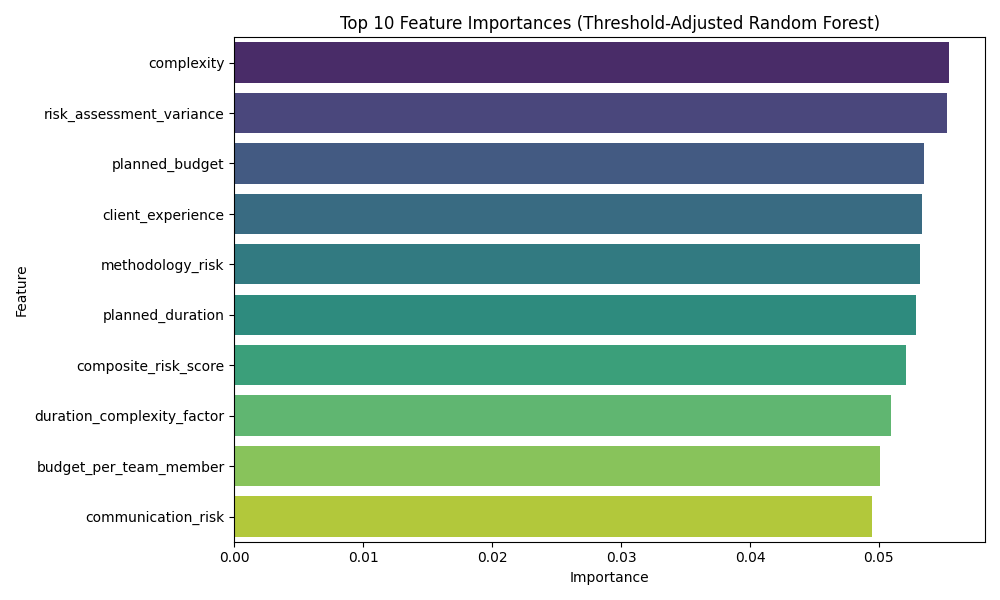 Top 10 Feature Importances (Threshold-Adjusted Random Forest)
Feature
complexity
risk_assessment_variance
planned_budget
client_experience
methodology_risk
planned_duration
composite_risk_score
duration_complexity_factor
budget_per_team_member
communication_risk
0.00 0.01 0.02 0.03 0.04 0.05
Importance